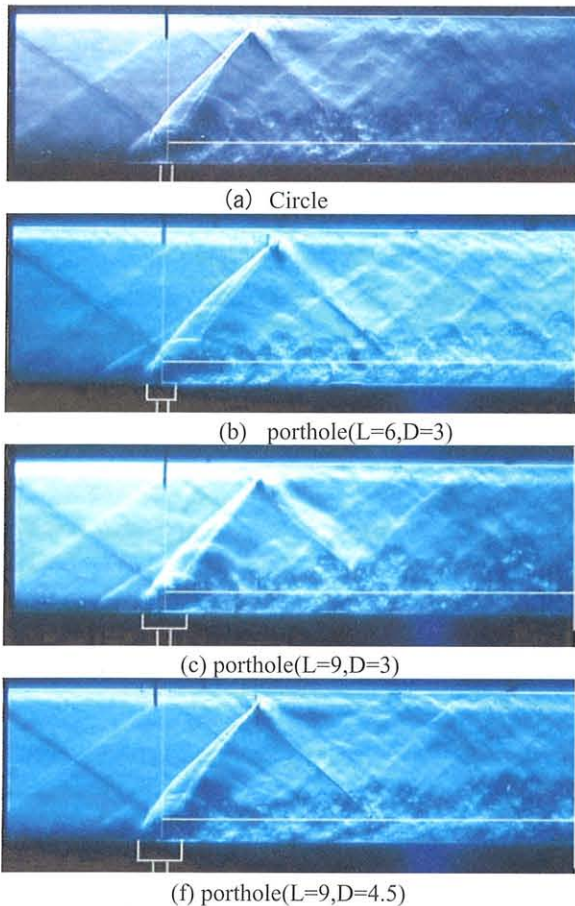 (a) Circle
(b) porthole(L=6,D=3)
(c) porthole(L=9,D=3)
(f) porthole(L=9,D=4.5)